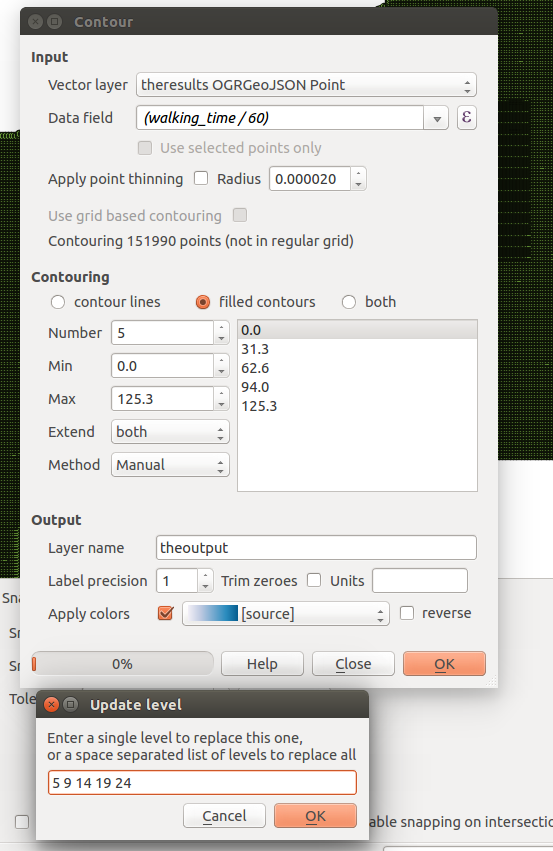 Contour
Input
Vector layer theresults OGRGeoJSON Point
Data field (walking_time / 60) ε
Use selected points only
Apply point thinning Radius 0.000020
Use grid based contouring
Contouring 151990 points (not in regular grid)
Contouring
contour lines filled contours both
Number 5 0.0
31.3
Min 0.0 62.6
Max 125.3 94.0
125.3
Extend both
Method Manual
Output
Layer name theoutput
Label precision 1 Trim zeroes Units
Apply colors [source] reverse
0% Help Close OK
Update level
Enter a single level to replace this one,
or a space separated list of levels to replace all
5 9 14 19 24
Cancel OK
able snapping on intersectio